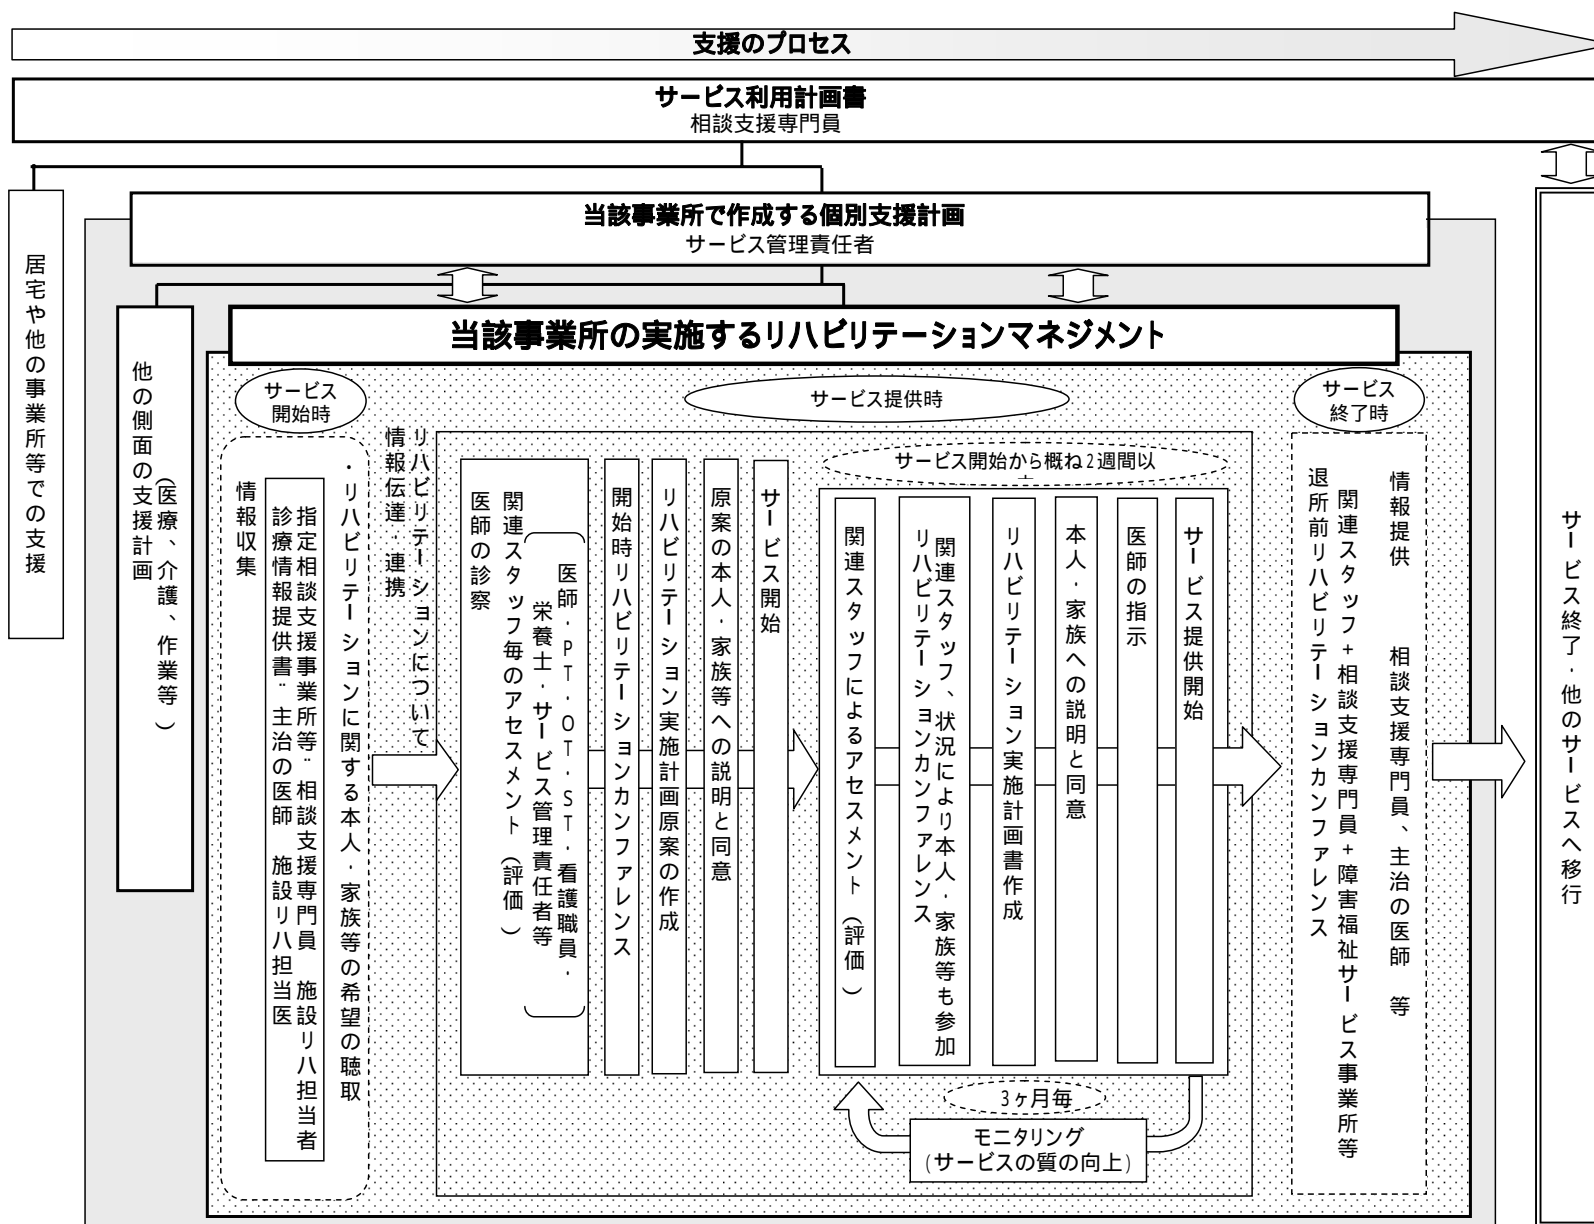 支援のプロセス
サービス利用計画書
相談支援専門員
当該事業所で作成する個別支援計画
サービス管理責任者
居宅や他の事業所等での支援
他の側面の支援計画
(医療、介護、作業等)
当該事業所の実施するリハビリテーションマネジメント
サービス
開始時
・リハビリテーションに関する本人・家族等の希望の聴取
指定相談支援事業所等¨相談支援専門員 施設リハ担当者
診療情報提供書¨主治の医師 施設リハ担当医
情報収集
リハビリテーションについて
情報伝達・連携
サービス提供時
医師の診察
関連スタッフ毎のアセスメント(評価)
医師・PT・OT・ST・看護職員・
栄養士・サービス管理責任者等
開始時リハビリテーションカンファレンス
リハビリテーション実施計画原案の作成
原案の本人・家族等への説明と同意
サービス開始
サービス開始から概ね2週間以
関連スタッフによるアセスメント(評価)
リハビリテーションカンファレンス
関連スタッフ、状況により本人・家族等も参加
リハビリテーション実施計画書作成
本人・家族への説明と同意
医師の指示
サービス提供開始
3ヶ月毎
モニタリング
(サービスの質の向上)
サービス
終了時
退所前リハビリテーションカンファレンス
関連スタッフ+相談支援専門員+障害福祉サービス事業所等
情報提供 相談支援専門員、主治の医師 等
サービス終了・他のサービスへ移行